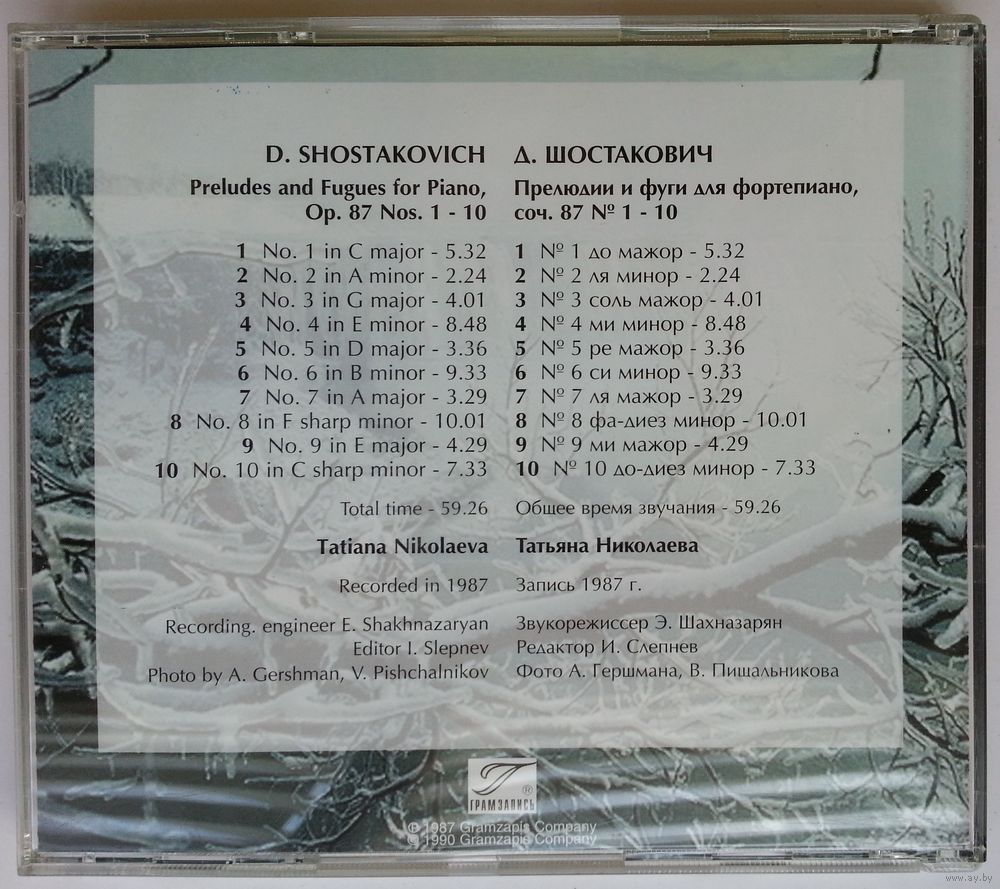 D. SHOSTAKOVICH
Preludes and Fugues for Piano,
Op. 87 Nos. 1 - 10
1 No. 1 in C major - 5.32
2 No. 2 in A minor - 2.24
3 No. 3 in G major - 4.01
4 No. 4 in E minor - 8.48
5 No. 5 in D major - 3.36
6 No. 6 in B minor - 9.33
7 No. 7 in A major - 3.29
8 No. 8 in F sharp minor - 10.01
9 No. 9 in E major - 4.29
10 No. 10 in C sharp minor - 7.33
Total time - 59.26
Tatiana Nikolaeva
Recorded in 1987
Recording. engineer E. Shakhnazaryan
Editor I. Slepnev
Photo by A. Gershman, V. Pishchalnikov
Д. ШОСТАКОВИЧ
Прелюдии и фуги для фортепиано,
соч. 87 № 1 - 10
1 № 1 до мажор - 5.32
2 № 2 ля минор - 2.24
3 № 3 соль мажор - 4.01
4 № 4 ми минор - 8.48
5 № 5 ре мажор - 3.36
6 № 6 си минор - 9.33
7 № 7 ля мажор - 3.29
8 № 8 фа-диез минор - 10.01
9 № 9 ми мажор - 4.29
10 № 10 до-диез минор - 7.33
Общее время звучания - 59.26
Татьяна Николаева
Запись 1987 г.
Звукорежиссер Э. Шахназарян
Редактор И. Слепнев
Фото А. Гершмана, В. Пищальникова
Г ®
ГРАМЗАПИСЬ
℗ 1987 Gramzapis Company
© 1990 Gramzapis Company
www.ay.by